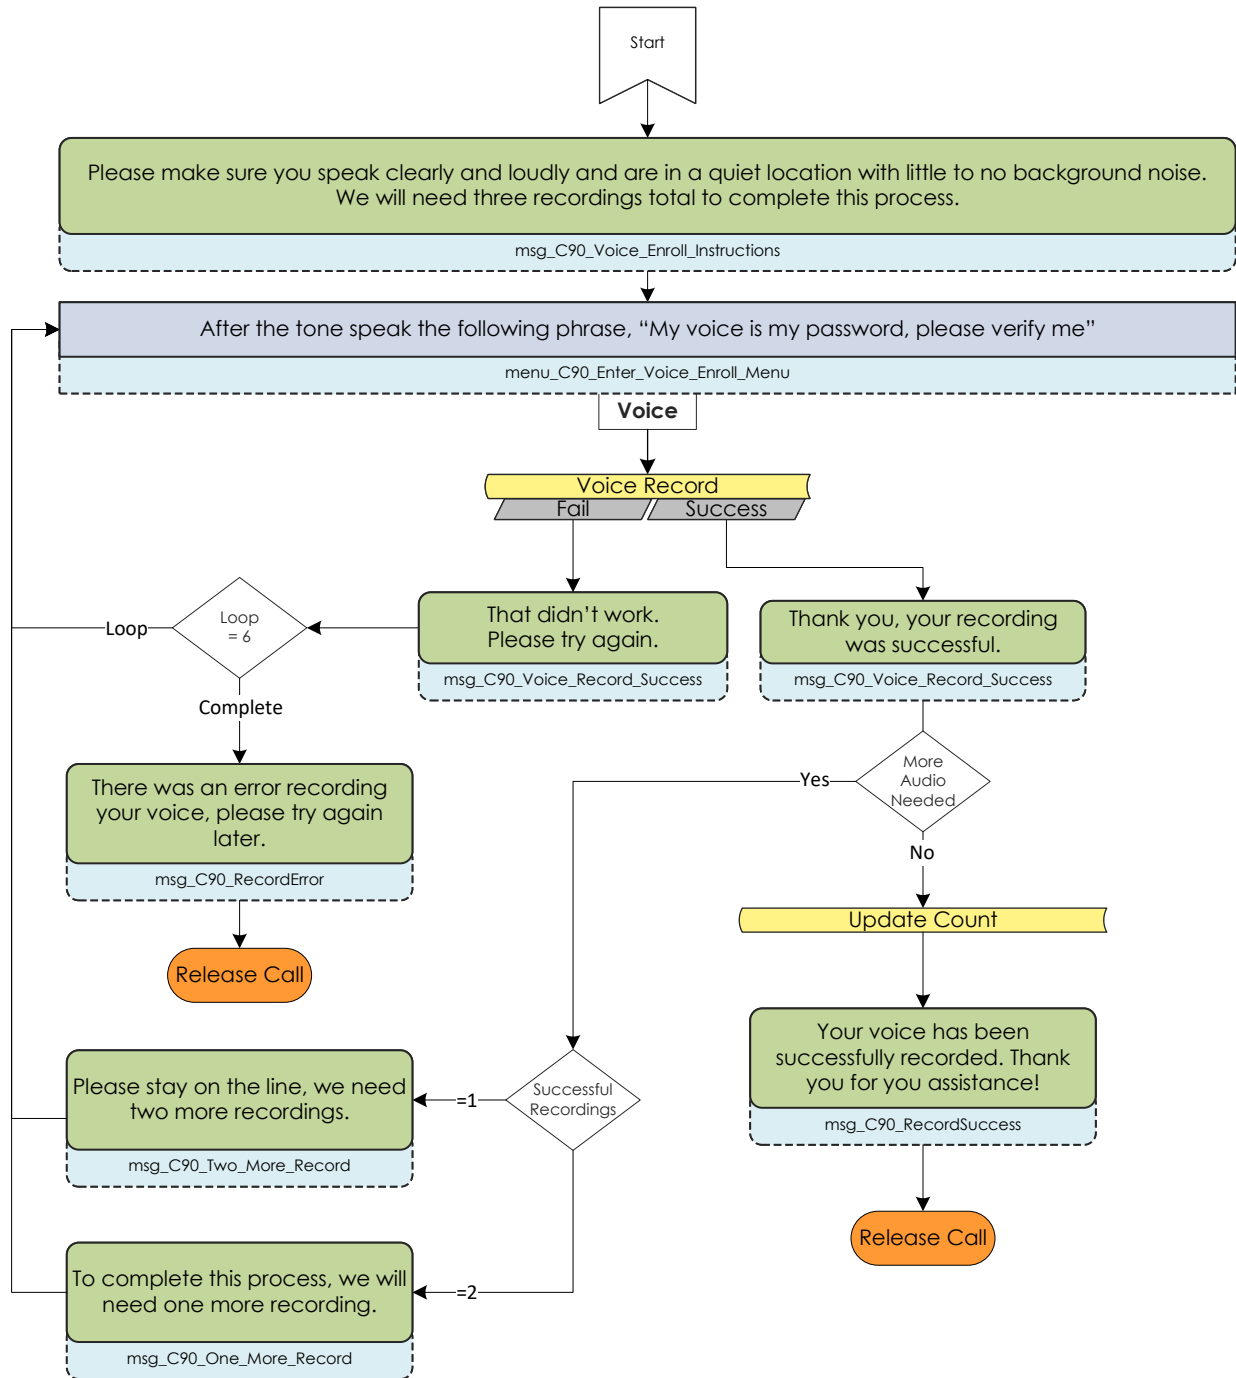 Start
Please make sure you speak clearly and loudly and are in a quiet location with little to no background noise.
We will need three recordings total to complete this process.
msg_C90_Voice_Enroll_Instructions
After the tone speak the following phrase, “My voice is my password, please verify me”
menu_C90_Enter_Voice_Enroll_Menu
Voice
Voice Record
Fail
Success
That didn’t work.
Please try again.
msg_C90_Voice_Record_Success
Thank you, your recording
was successful.
msg_C90_Voice_Record_Success
Loop
= 6
Loop
Complete
There was an error recording
your voice, please try again
later.
msg_C90_RecordError
Release Call
More
Audio
Needed
Yes
No
Update Count
Your voice has been
successfully recorded. Thank
you for you assistance!
msg_C90_RecordSuccess
Release Call
Successful
Recordings
=1
Please stay on the line, we need
two more recordings.
msg_C90_Two_More_Record
=2
To complete this process, we will
need one more recording.
msg_C90_One_More_Record